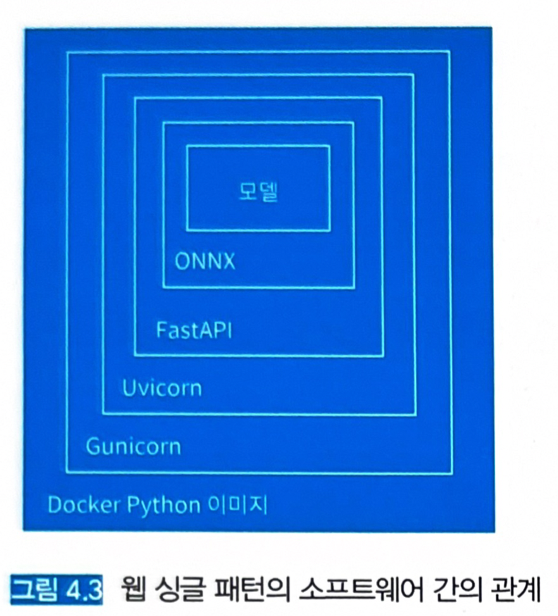 모델
ONNX
FastAPI
Uvicorn
Gunicorn
Docker Python 이미지
그림 4.3 웹 싱글 패턴의 소프트웨어 간의 관계